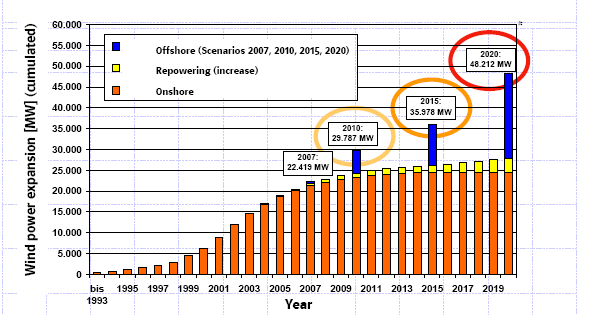 Wind power expansion [MW] (cumulated)
60.000
55.000
50.000
45.000
40.000
35.000
30.000
25.000
20.000
15.000
10.000
5.000
0
Offshore (Scenarios 2007, 2010, 2015, 2020)
Repowering (increase)
Onshore
2007:
22.419 MW
2010:
29.787 MW
2015:
35.978 MW
2020:
48.212 MW
bis 1995 1997 1999 2001 2003 2005 2007 2009 2011 2013 2015 2017 2019
1993
Year